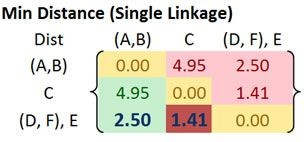 Min Distance (Single Linkage)
Dist (A,B) C (D, F), E
(A,B) 0.00 4.95 2.50
C 4.95 0.00 1.41
(D, F), E 2.50 1.41 0.00